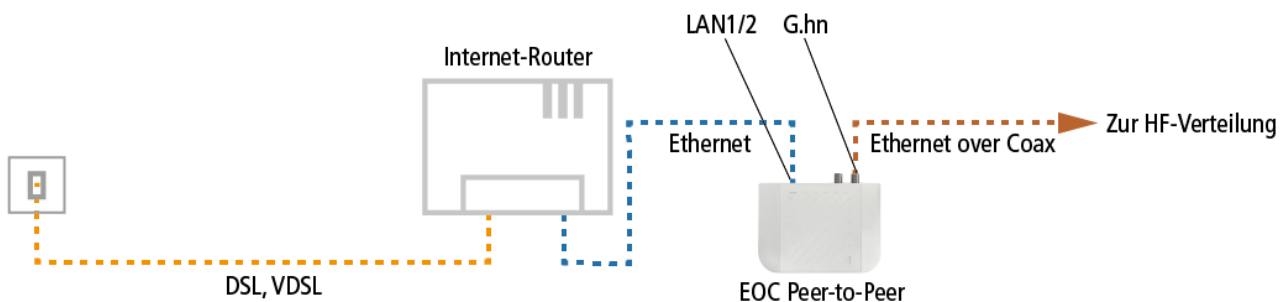 LAN1/2
G.hn
Internet-Router
Zur HF-Verteilung
Ethernet
Ethernet over Coax
DSL, VDSL
EOC Peer-to-Peer